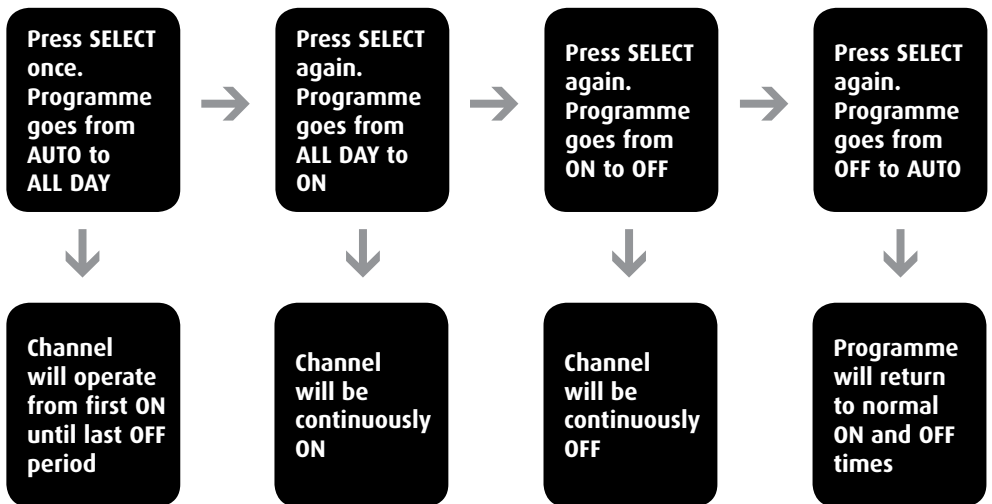 Press SELECT
once.
Programme
goes from
AUTO to
ALL DAY
Press SELECT
again.
Programme
goes from
ALL DAY to
ON
Press SELECT
again.
Programme
goes from
ON to OFF
Press SELECT
again.
Programme
goes from
OFF to AUTO
Channel
will operate
from first ON
until last OFF
period
Channel
will be
continuously
ON
Channel
will be
continuously
OFF
Programme
will return
to normal
ON and OFF
times